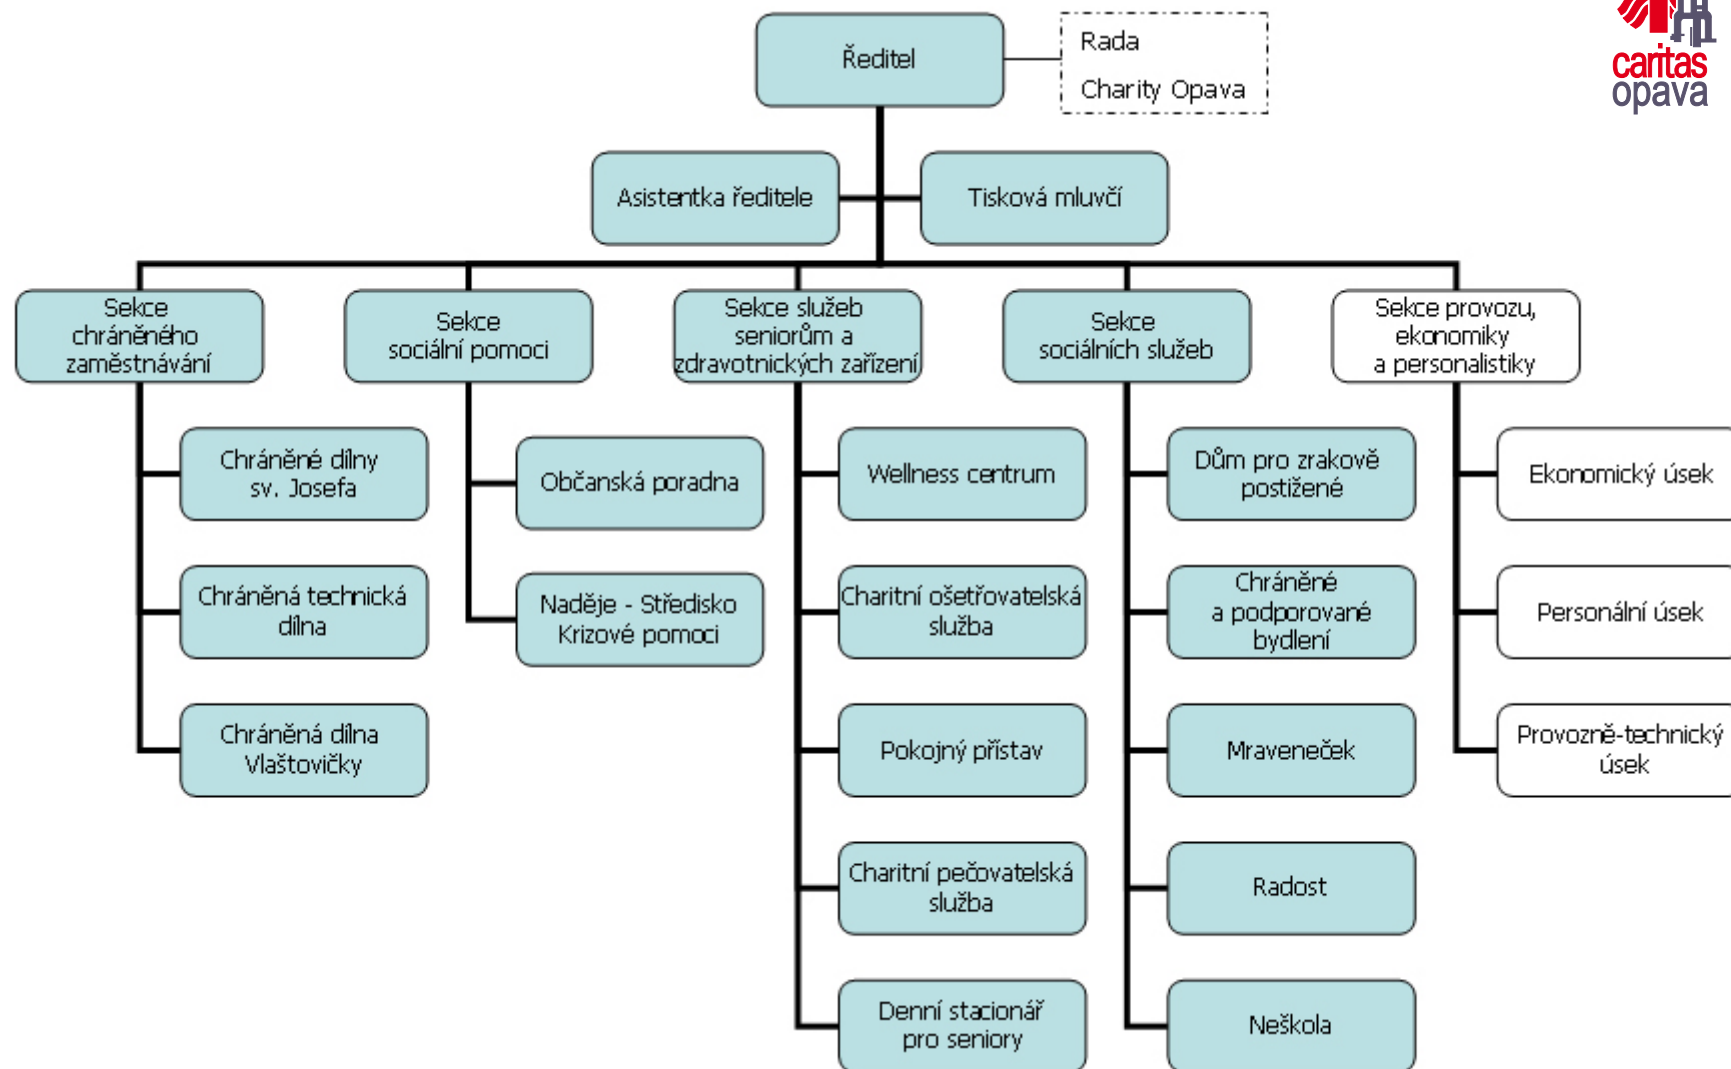 Ředitel
Rada
Charity Opava
caritas
opava
Asistentka ředitele
Tisková mluvčí
Sekce
chráněného
zaměstnávání
Sekce
sociální pomoci
Sekce služeb
seniorům a
zdravotnických zařízení
Sekce
sociálních služeb
Sekce provozu,
ekonomiky
a personalistiky
Chráněné dílny
sv. Josefa
Chráněná technická
dílna
Chráněná dílna
Vlaštovičky
Občanská poradna
Naděje - Středisko
Krizové pomoci
Wellness centrum
Charitní ošetřovatelská
služba
Pokojný přístav
Charitní pečovatelská
služba
Denní stacionář
pro seniory
Dům pro zrakově
postižené
Chráněné
a podporované
bydlení
Mraveneček
Radost
Neškola
Ekonomický úsek
Personální úsek
Provozně-technický
úsek